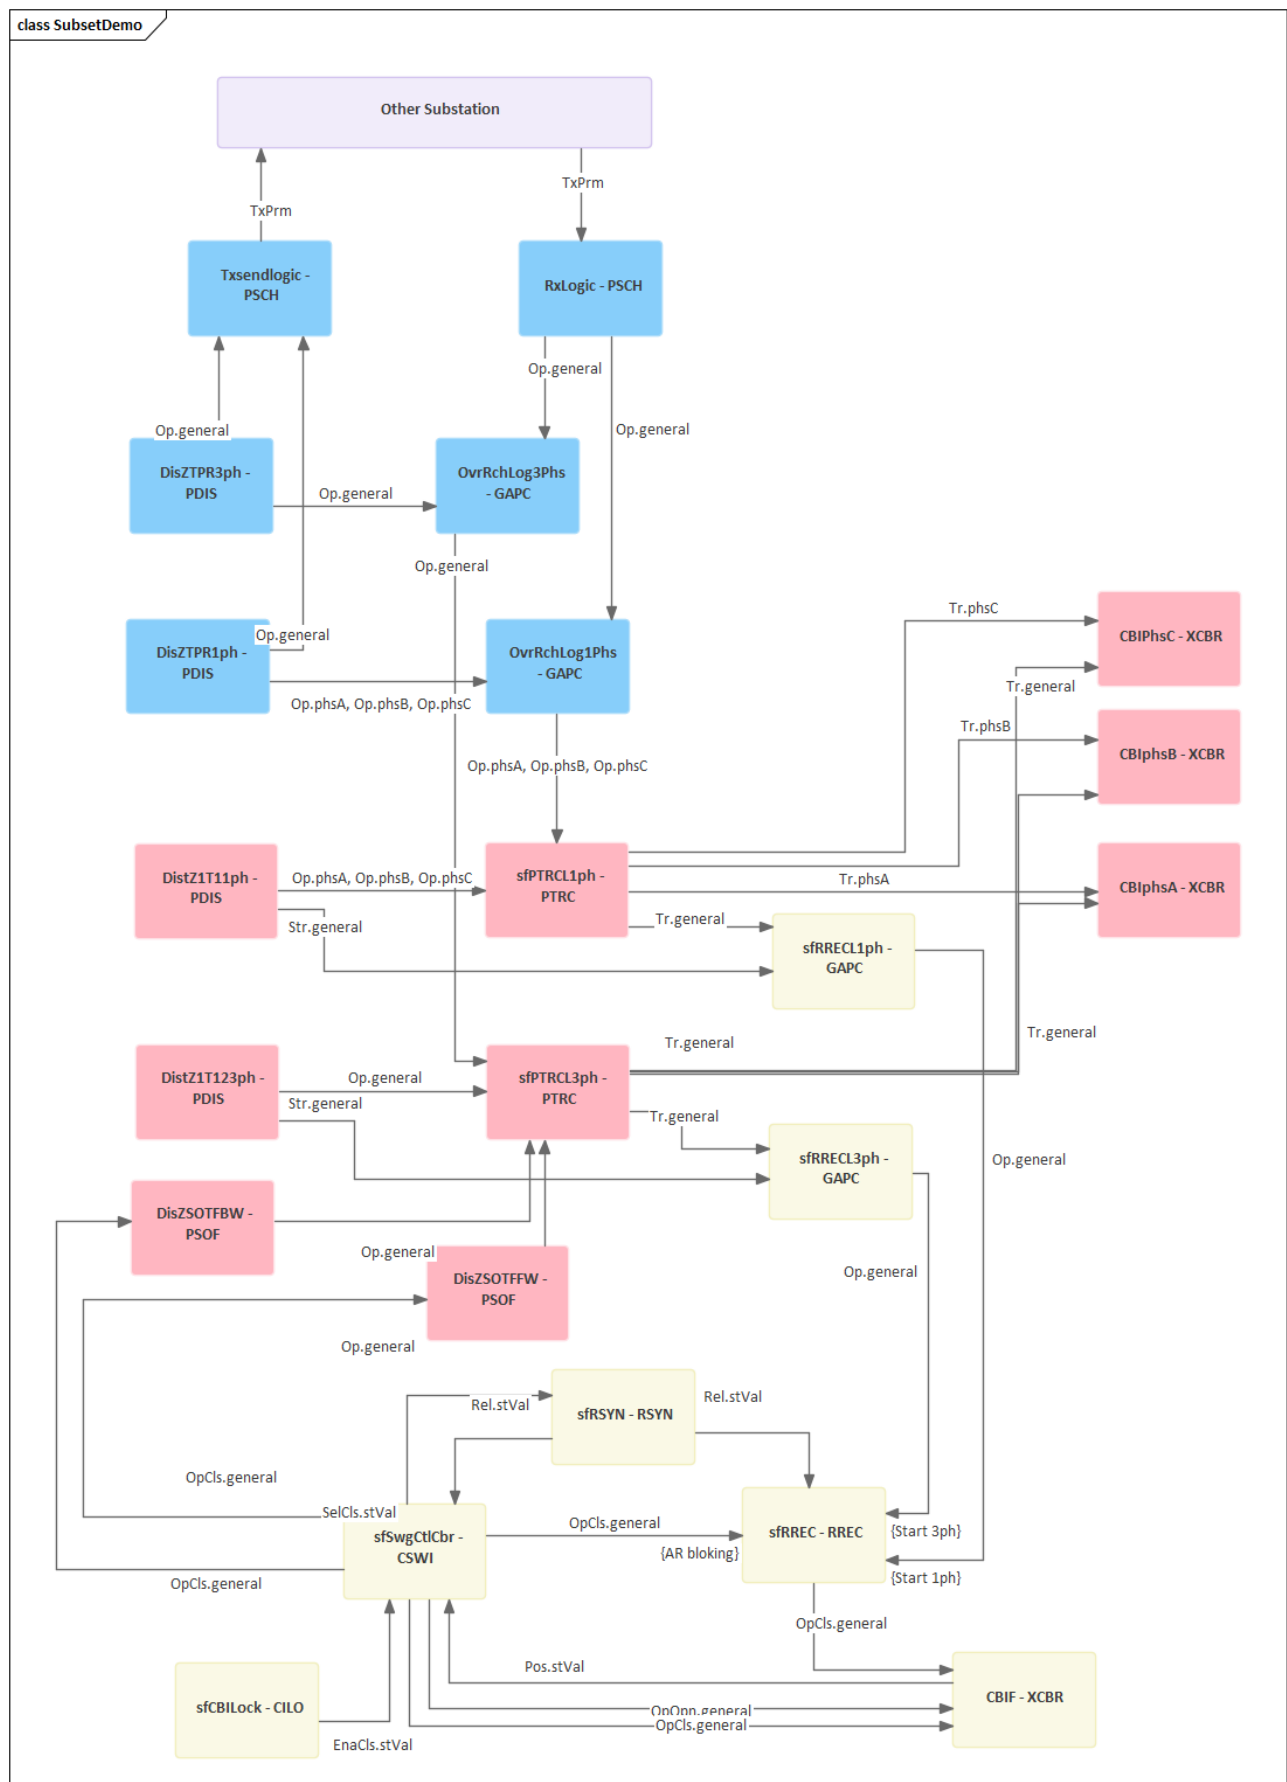 class SubsetDemo
Other Substation
TxPrm
TxPrm
Txsendlogic -
PSCH
RxLogic - PSCH
Op.general
Op.general
Op.general
DisZTPR3ph -
PDIS
Op.general
OvrRchLog3Phs
- GAPC
Op.general
Tr.phsC
CBIPhsC - XCBR
Op.general
DisZTPR1ph -
PDIS
OvrRchLog1Phs
- GAPC
Tr.general
Op.phsA, Op.phsB, Op.phsC
Tr.phsB
CBIphsB - XCBR
Op.phsA, Op.phsB, Op.phsC
DistZ1T11ph -
PDIS
Op.phsA, Op.phsB, Op.phsC
sfPTRCL1ph -
PTRC
Tr.phsA
CBIphsA - XCBR
Str.general
Tr.general
sfRRECL1ph -
GAPC
Tr.general
Tr.general
DistZ1T123ph -
PDIS
Op.general
sfPTRCL3ph -
PTRC
Str.general
Tr.general
sfRRECL3ph -
GAPC
Op.general
DisZSOTFBW -
PSOF
Op.general
DisZSOTFFW -
PSOF
Op.general
Op.general
Rel.stVal
sfRSYN - RSYN
Rel.stVal
OpCls.general
SelCls.stVal
sfSwgCtlCbr -
CSWI
OpCls.general
{AR bloking}
sfRREC - RREC
{Start 3ph}
{Start 1ph}
OpCls.general
OpCls.general
Pos.stVal
sfCBILock - CILO
CBIF - XCBR
OpOpn.general
OpCls.general
EnaCls.stVal